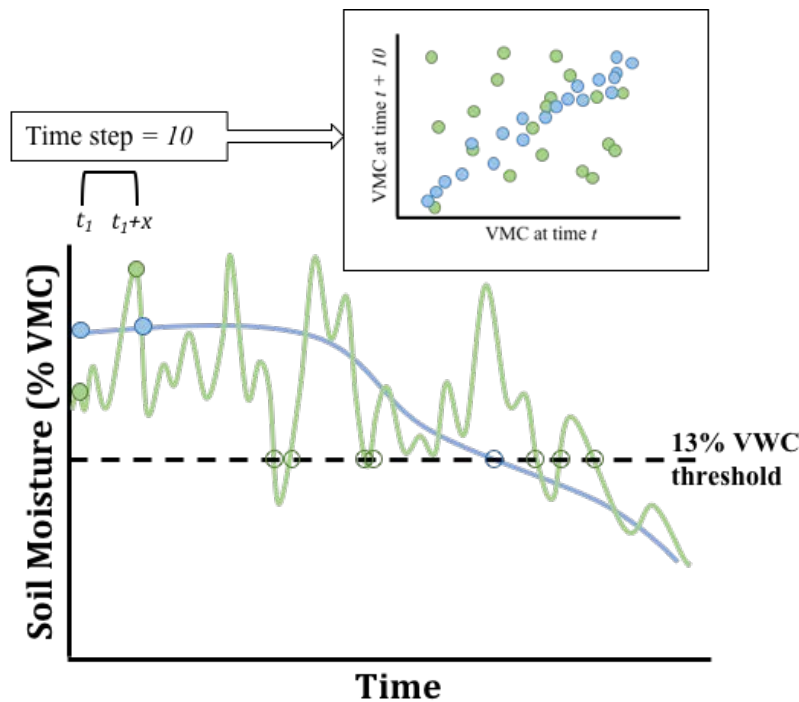 VMC at time t + 10
VMC at time t
Time step = 10
t1 t1+x
Soil Moisture (% VMC)
13% VWC
threshold
Time